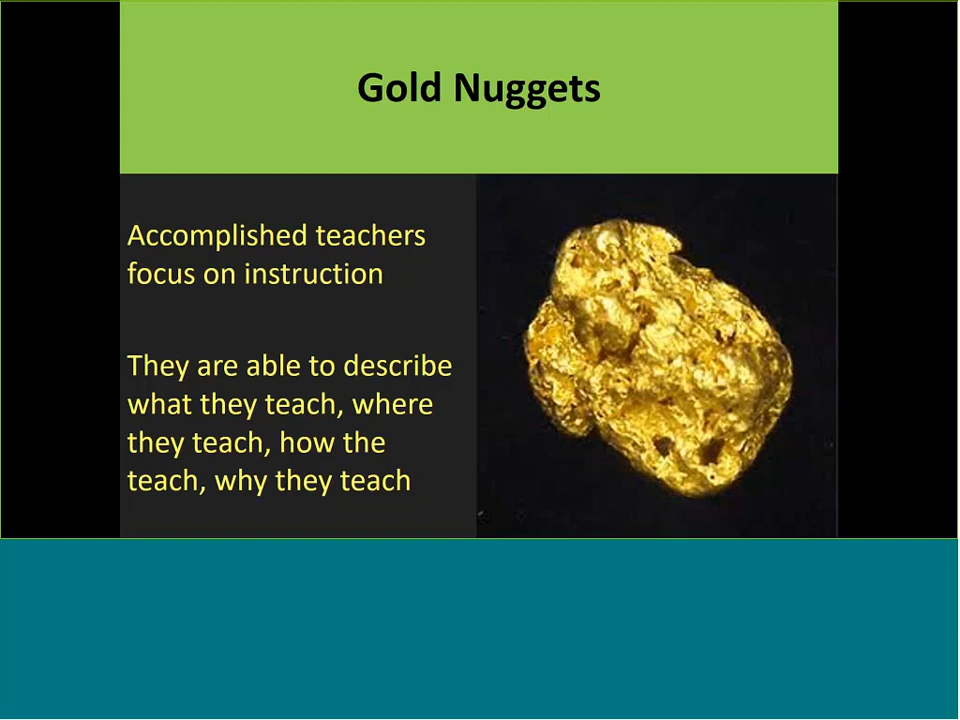 Gold Nuggets
Accomplished teachers
focus on instruction
They are able to describe
what they teach, where
they teach, how the
teach, why they teach